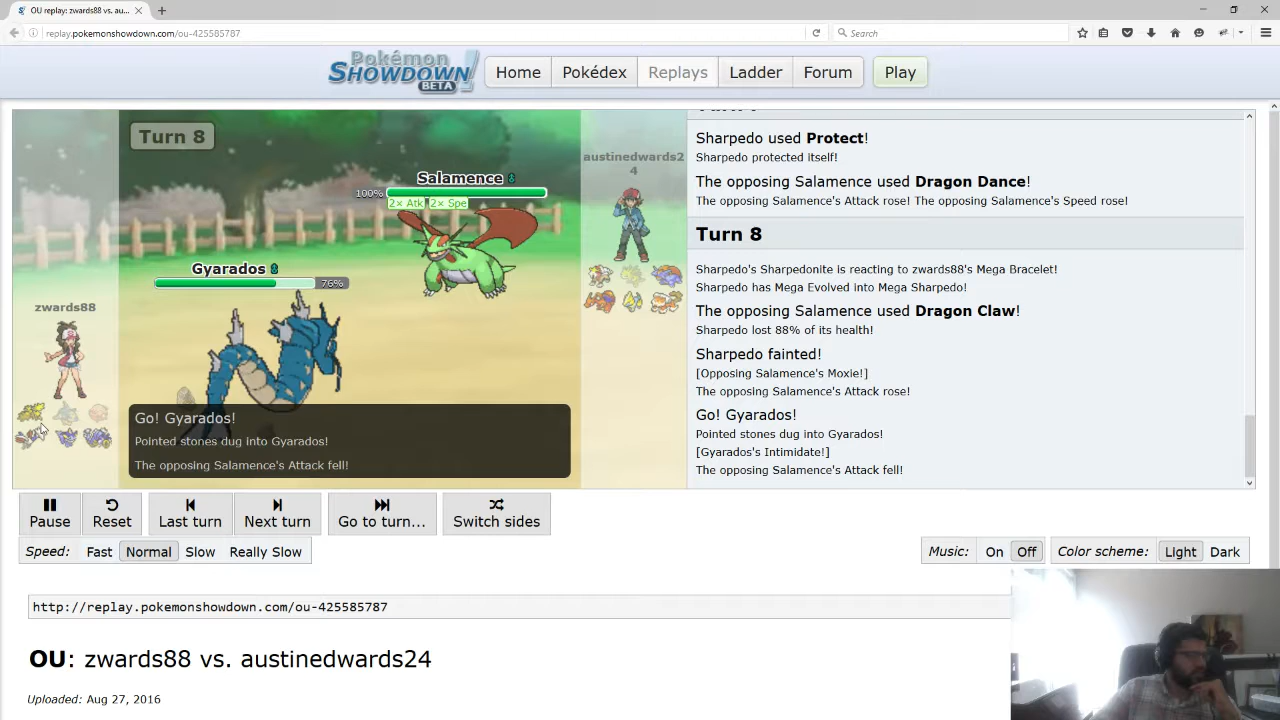 OU replay: zwards88 vs. au...
replay.pokemonshowdown.com/ou-425585787
Search
Pokémon
SHOWDOWN!
BETA
Home
Pokédex
Replays
Ladder
Forum
Play
Turn 8
Salamence
100%
2× Atk 2× Spe
Gyarados
76%
zwards88
austinedwards2
4
Go! Gyarados!
Pointed stones dug into Gyarados!
The opposing Salamence's Attack fell!
Sharpedo used Protect!
Sharpedo protected itself!
The opposing Salamence used Dragon Dance!
The opposing Salamence's Attack rose! The opposing Salamence's Speed rose!
Turn 8
Sharpedo's Sharpedonite is reacting to zwards88's Mega Bracelet!
Sharpedo has Mega Evolved into Mega Sharpedo!
The opposing Salamence used Dragon Claw!
Sharpedo lost 88% of its health!
Sharpedo fainted!
[Opposing Salamence's Moxie!]
The opposing Salamence's Attack rose!
Go! Gyarados!
Pointed stones dug into Gyarados!
[Gyarados's Intimidate!]
The opposing Salamence's Attack fell!
Pause
Reset
Last turn
Next turn
Go to turn...
Switch sides
Speed: Fast Normal Slow Really Slow
Music: On Off
Color scheme: Light Dark
http://replay.pokemonshowdown.com/ou-425585787
OU: zwards88 vs. austinedwards24
Uploaded: Aug 27, 2016